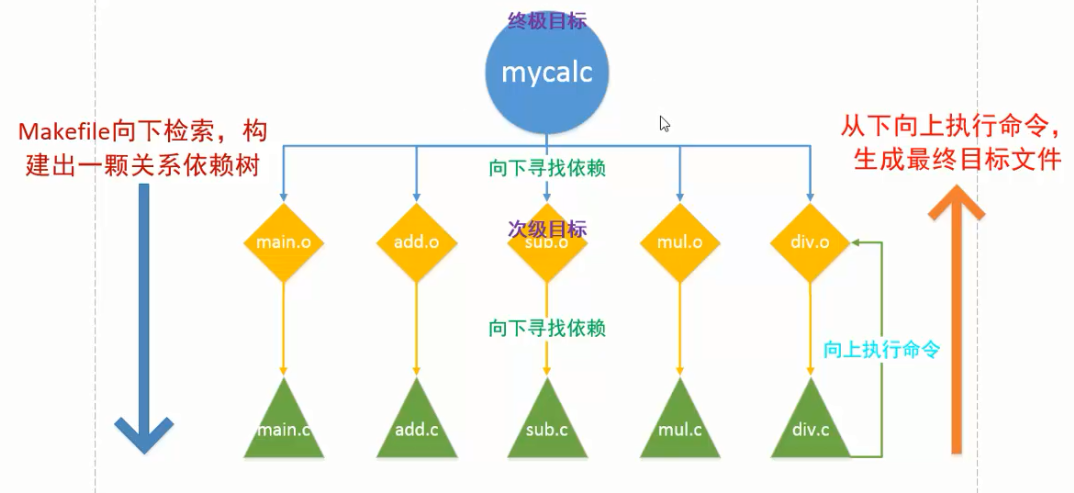 终极目标
mycalc
Makefile向下检索，构
建出一颗关系依赖树
从下向上执行命令，
生成最终目标文件
向下寻找依赖
次级目标
main.o
add.o
sub.o
mul.o
div.o
向下寻找依赖
向上执行命令
main.c
add.c
sub.c
mul.c
div.c